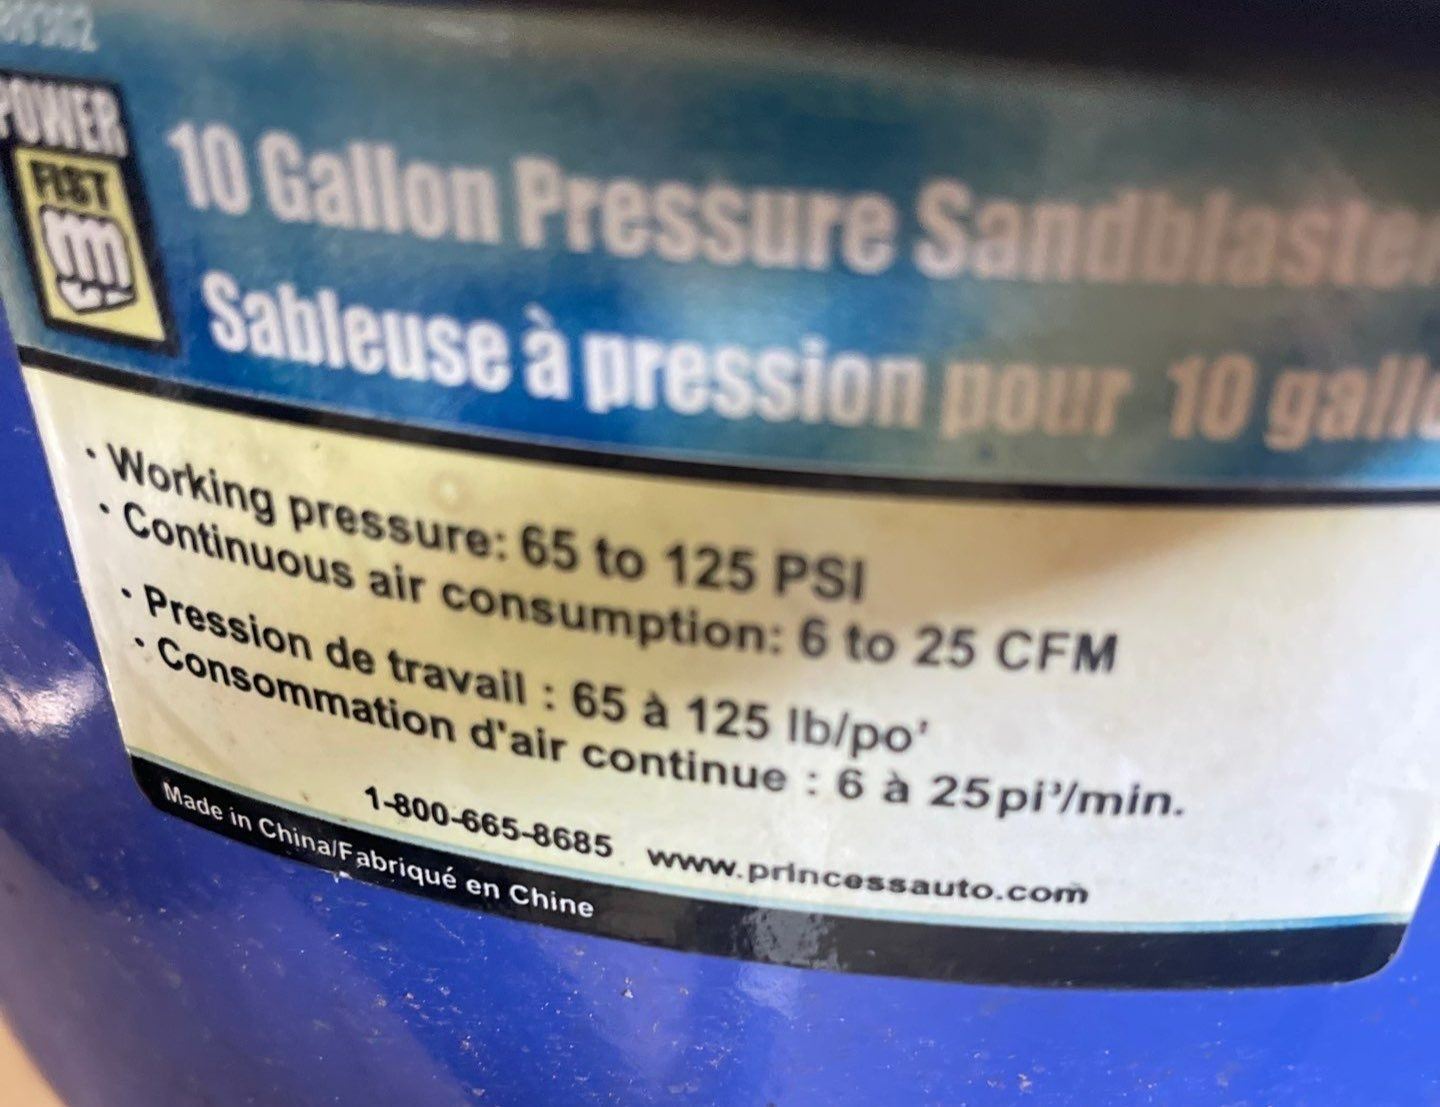 POWER
FIST
10 Gallon Pressure Sandblaster
Sableuse à pression pour 10 gall
· Working pressure: 65 to 125 PSI
· Continuous air consumption: 6 to 25 CFM
· Pression de travail : 65 à 125 lb/po²
· Consommation d'air continue : 6 à 25pi³/min.
1-800-665-8685 www.princessauto.com
Made in China/Fabriqué en Chine